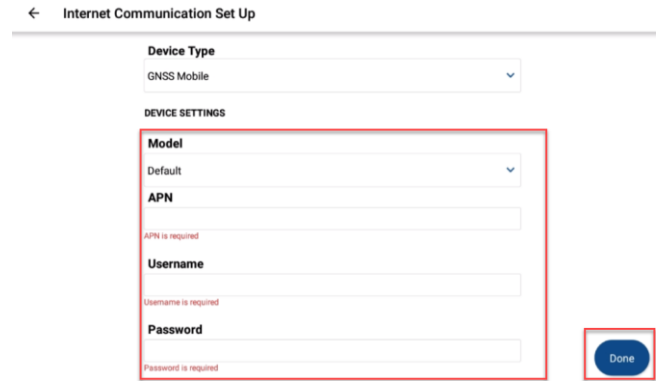 Internet Communication Set Up
Device Type
GNSS Mobile
DEVICE SETTINGS
Model
Default
APN
APN is required
Username
Username is required
Password
Password is required
Done